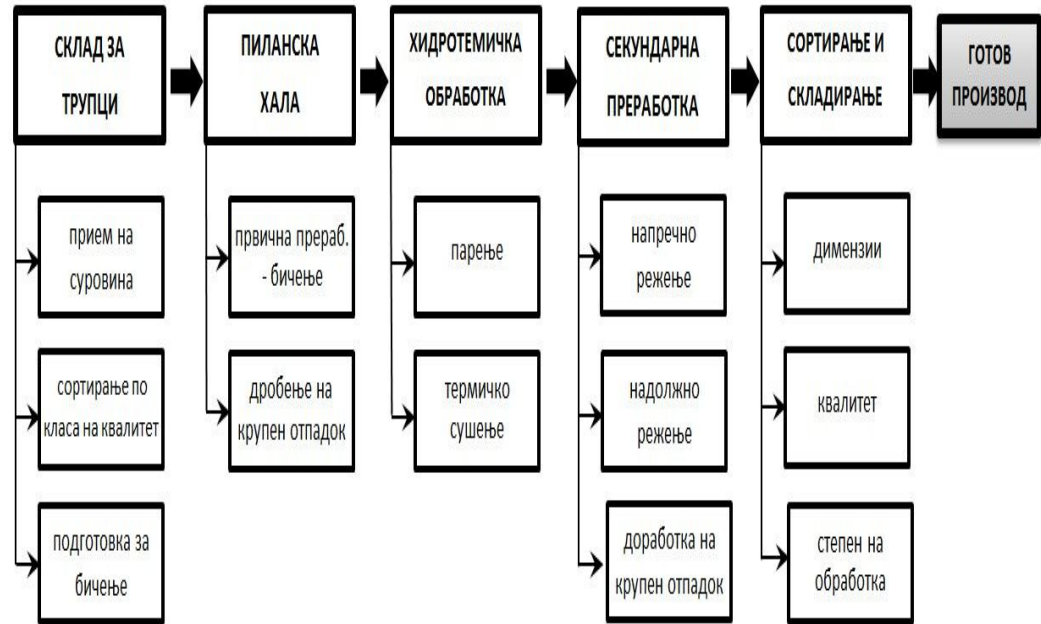 СКЛАД ЗА
ТРУПЦИ
ПИЛАНСКА
ХАЛА
ХИДРОТЕМИЧКА
ОБРАБОТКА
СЕКУНДАРНА
ПРЕРАБОТКА
СОРТИРАЊЕ И
СКЛАДИРАЊЕ
ГОТОВ
ПРОИЗВОД
прием на
суровина
сортирање по
класа на квалитет
подготовка за
бичење
првична прераб.
- бичење
дробење на
крупен отпадок
парење
термичко
сушење
напречно
режење
надолжно
режење
доработка на
крупен отпадок
димензии
квалитет
степен на
обработка